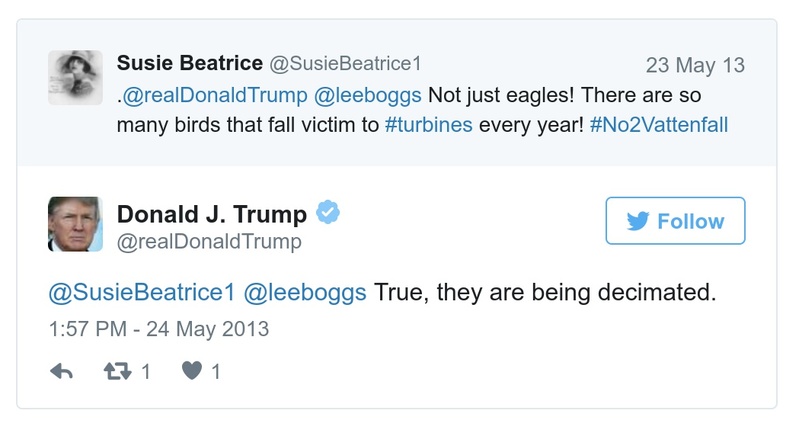 Susie Beatrice @SusieBeatrice1 23 May 13
.@realDonaldTrump @leeboggs Not just eagles! There are so
many birds that fall victim to #turbines every year! #No2Vattenfall
Donald J. Trump
@realDonaldTrump
Follow
@SusieBeatrice1 @leeboggs True, they are being decimated.
1:57 PM - 24 May 2013
1 1